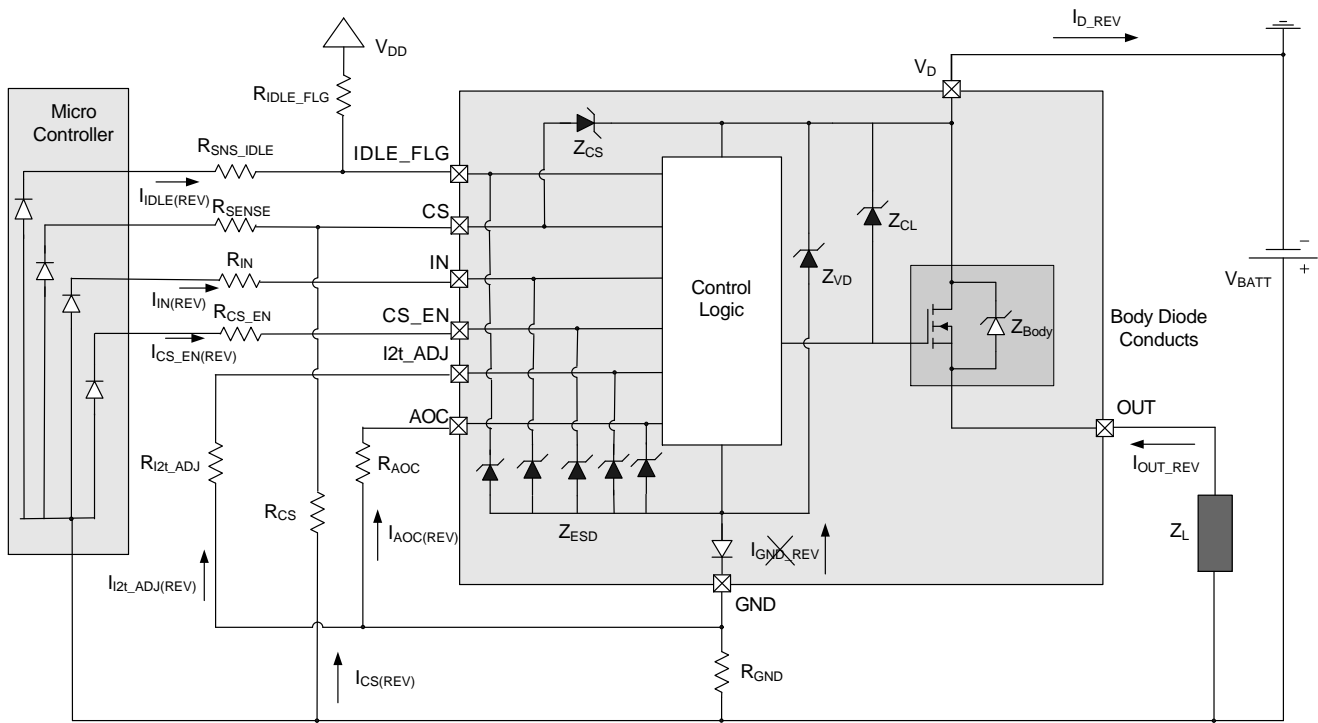 I_D_REV
V_DD
V_D
Micro
Controller
R_IDLE_FLG
R_SNS_IDLE
IDLE_FLG
Z_CS
I_IDLE(REV)
R_SENSE
CS
Z_CL
R_IN
IN
Z_VD
Control
Logic
V_BATT
-
+
I_IN(REV)
R_CS_EN
CS_EN
Z_Body
Body Diode
Conducts
I_CS_EN(REV)
I2t_ADJ
AOC
OUT
R_I2t_ADJ
R_AOC
I_OUT_REV
R_CS
I_AOC(REV)
Z_ESD
I_GND_REV
Z_L
I_I2t_ADJ(REV)
GND
I_CS(REV)
R_GND